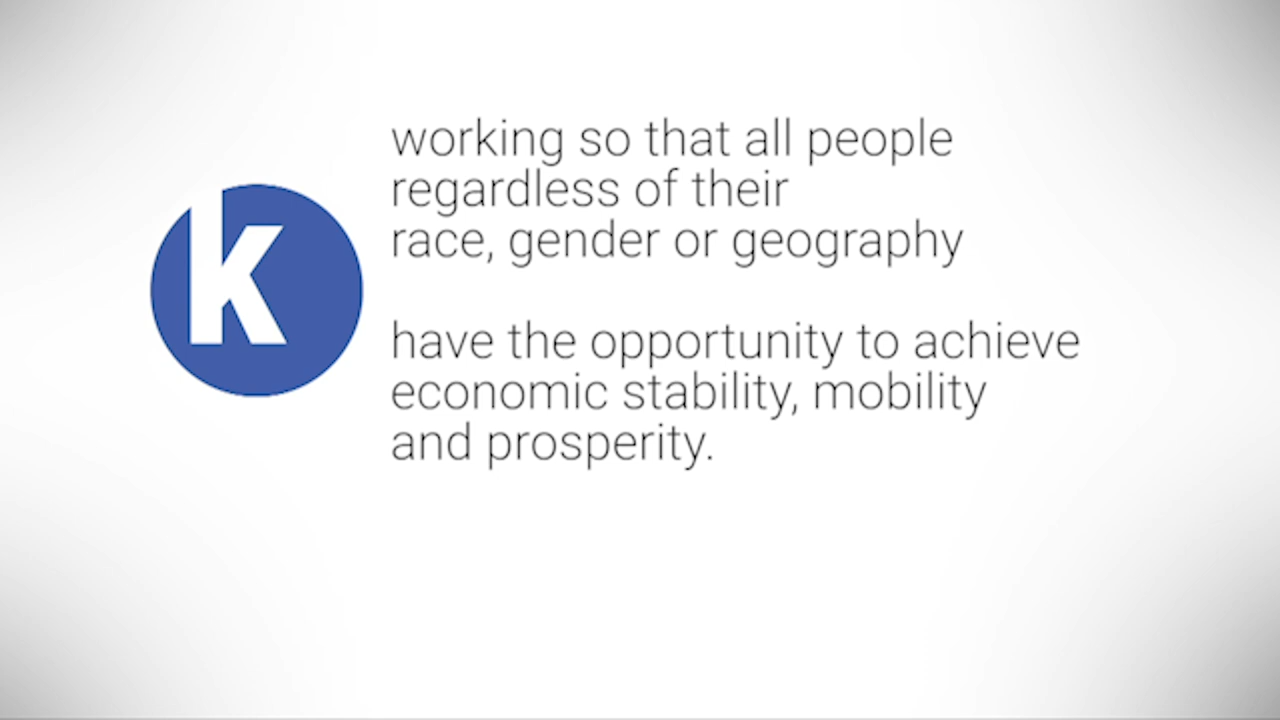 k
working so that all people
regardless of their
race, gender or geography
have the opportunity to achieve
economic stability, mobility
and prosperity.